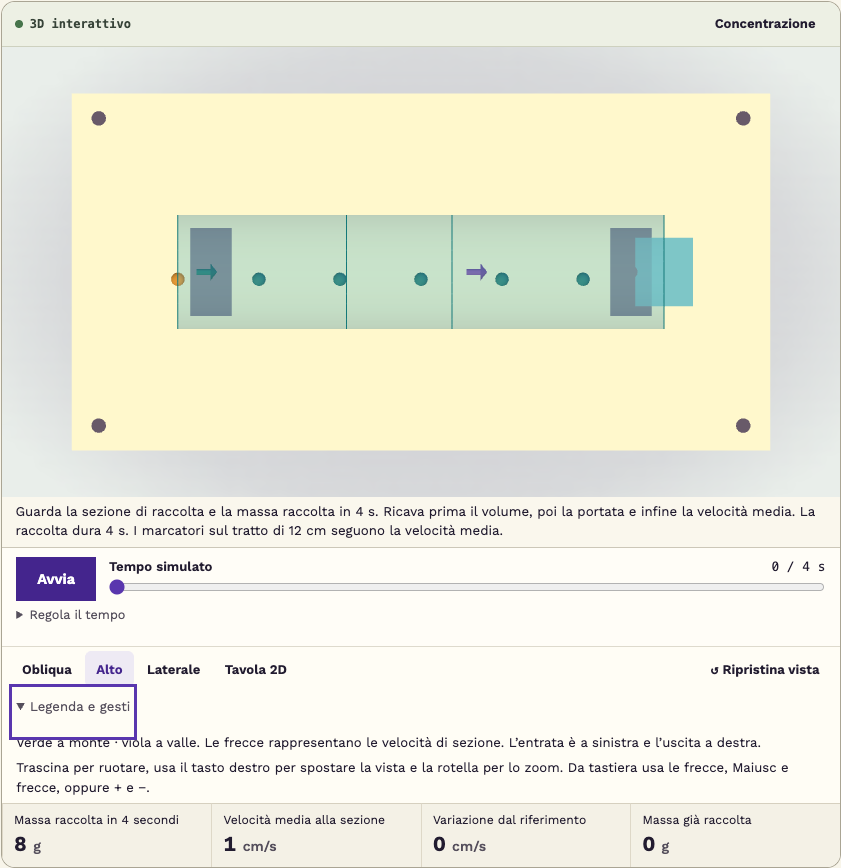 3D interattivo
Concentrazione
Guarda la sezione di raccolta e la massa raccolta in 4 s. Ricava prima il volume, poi la portata e infine la velocità media. La
raccolta dura 4 s. I marcatori sul tratto di 12 cm seguono la velocità media.
Avvia
Tempo simulato
0 / 4 s
▶ Regola il tempo
Obliqua
Alto
Laterale
Tavola 2D
↺ Ripristina vista
▼ Legenda e gesti
Verde a monte · viola a valle. Le frecce rappresentano le velocità di sezione. L’entrata è a sinistra e l’uscita a destra.
Trascina per ruotare, usa il tasto destro per spostare la vista e la rotella per lo zoom. Da tastiera usa le frecce, Maiusc e
frecce, oppure + e −.
Massa raccolta in 4 secondi
8 g
Velocità media alla sezione
1 cm/s
Variazione dal riferimento
0 cm/s
Massa già raccolta
0 g